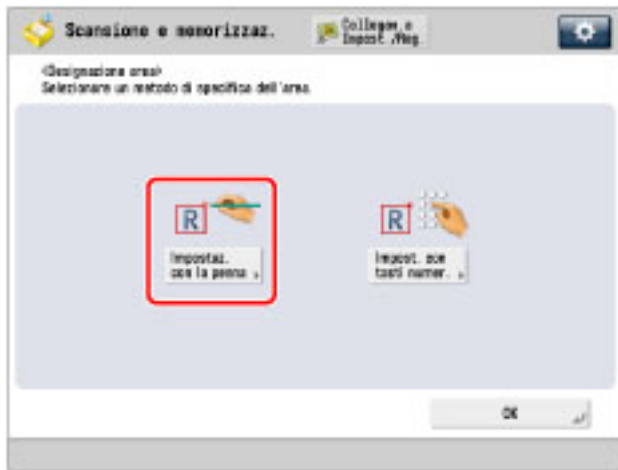 Scansione e memorizzaz.
Collegam. e
Impost./Reg.
<Designazione area>
Selezionare un metodo di specifica dell'area.
R
R
Impostaz.
con la penna
Impost. con
tasti numer.
OK